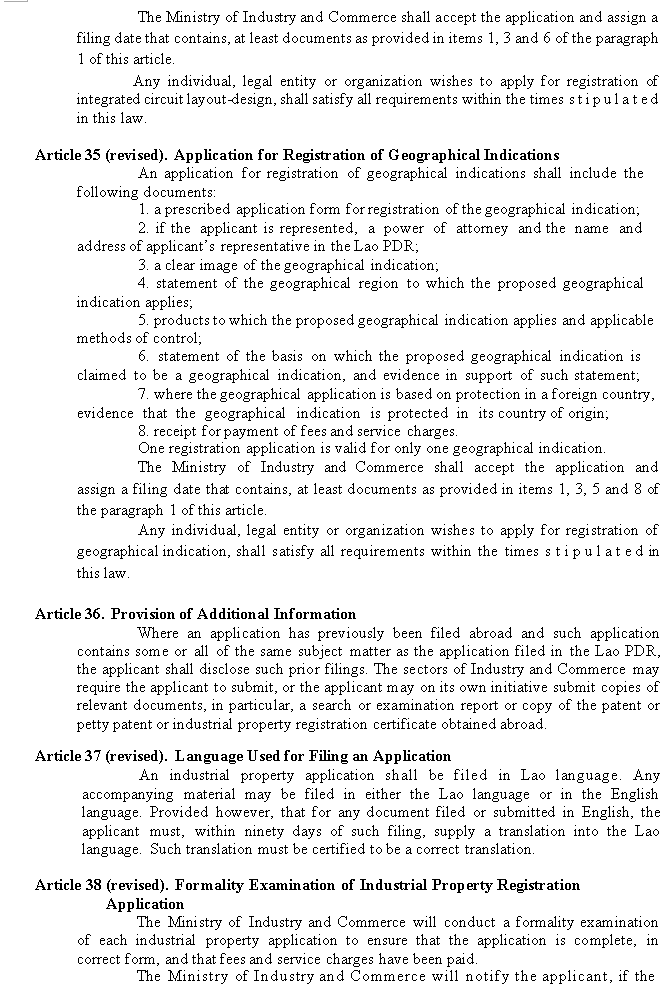 The Ministry of Industry and Commerce shall accept the application and assign a
filing date that contains, at least documents as provided in items 1, 3 and 6 of the paragraph
1 of this article.
Any individual, legal entity or organization wishes to apply for registration of
integrated circuit layout-design, shall satisfy all requirements within the times stipulated
in this law.
Article 35 (revised). Application for Registration of Geographical Indications
An application for registration of geographical indications shall include the
following documents:
1. a prescribed application form for registration of the geographical indication;
2. if the applicant is represented, a power of attorney and the name and
address of applicant's representative in the Lao PDR;
3. a clear image of the geographical indication;
4. statement of the geographical region to which the proposed geographical
indication applies;
5. products to which the proposed geographical indication applies and applicable
methods of control;
6. statement of the basis on which the proposed geographical indication is
claimed to be a geographical indication, and evidence in support of such statement;
7. where the geographical application is based on protection in a foreign country,
evidence that the geographical indication is protected in its country of origin;
8. receipt for payment of fees and service charges.
One registration application is valid for only one geographical indication.
The Ministry of Industry and Commerce shall accept the application and
assign a filing date that contains, at least documents as provided in items 1, 3, 5 and 8 of
the paragraph 1 of this article.
Any individual, legal entity or organization wishes to apply for registration of
geographical indication, shall satisfy all requirements within the times stipulated in
this law.
Article 36. Provision of Additional Information
Where an application has previously been filed abroad and such application
contains some or all of the same subject matter as the application filed in the Lao PDR,
the applicant shall disclose such prior filings. The sectors of Industry and Commerce may
require the applicant to submit, or the applicant may on its own initiative submit copies of
relevant documents, in particular, a search or examination report or copy of the patent or
petty patent or industrial property registration certificate obtained abroad.
Article 37 (revised). Language Used for Filing an Application
An industrial property application shall be filed in Lao language. Any
accompanying material may be filed in either the Lao language or in the English
language. Provided however, that for any document filed or submitted in English, the
applicant must, within ninety days of such filing, supply a translation into the Lao
language. Such translation must be certified to be a correct translation.
Article 38 (revised). Formality Examination of Industrial Property Registration
Application
The Ministry of Industry and Commerce will conduct a formality examination
of each industrial property application to ensure that the application is complete, in
correct form, and that fees and service charges have been paid.
The Ministry of Industry and Commerce will notify the applicant, if the